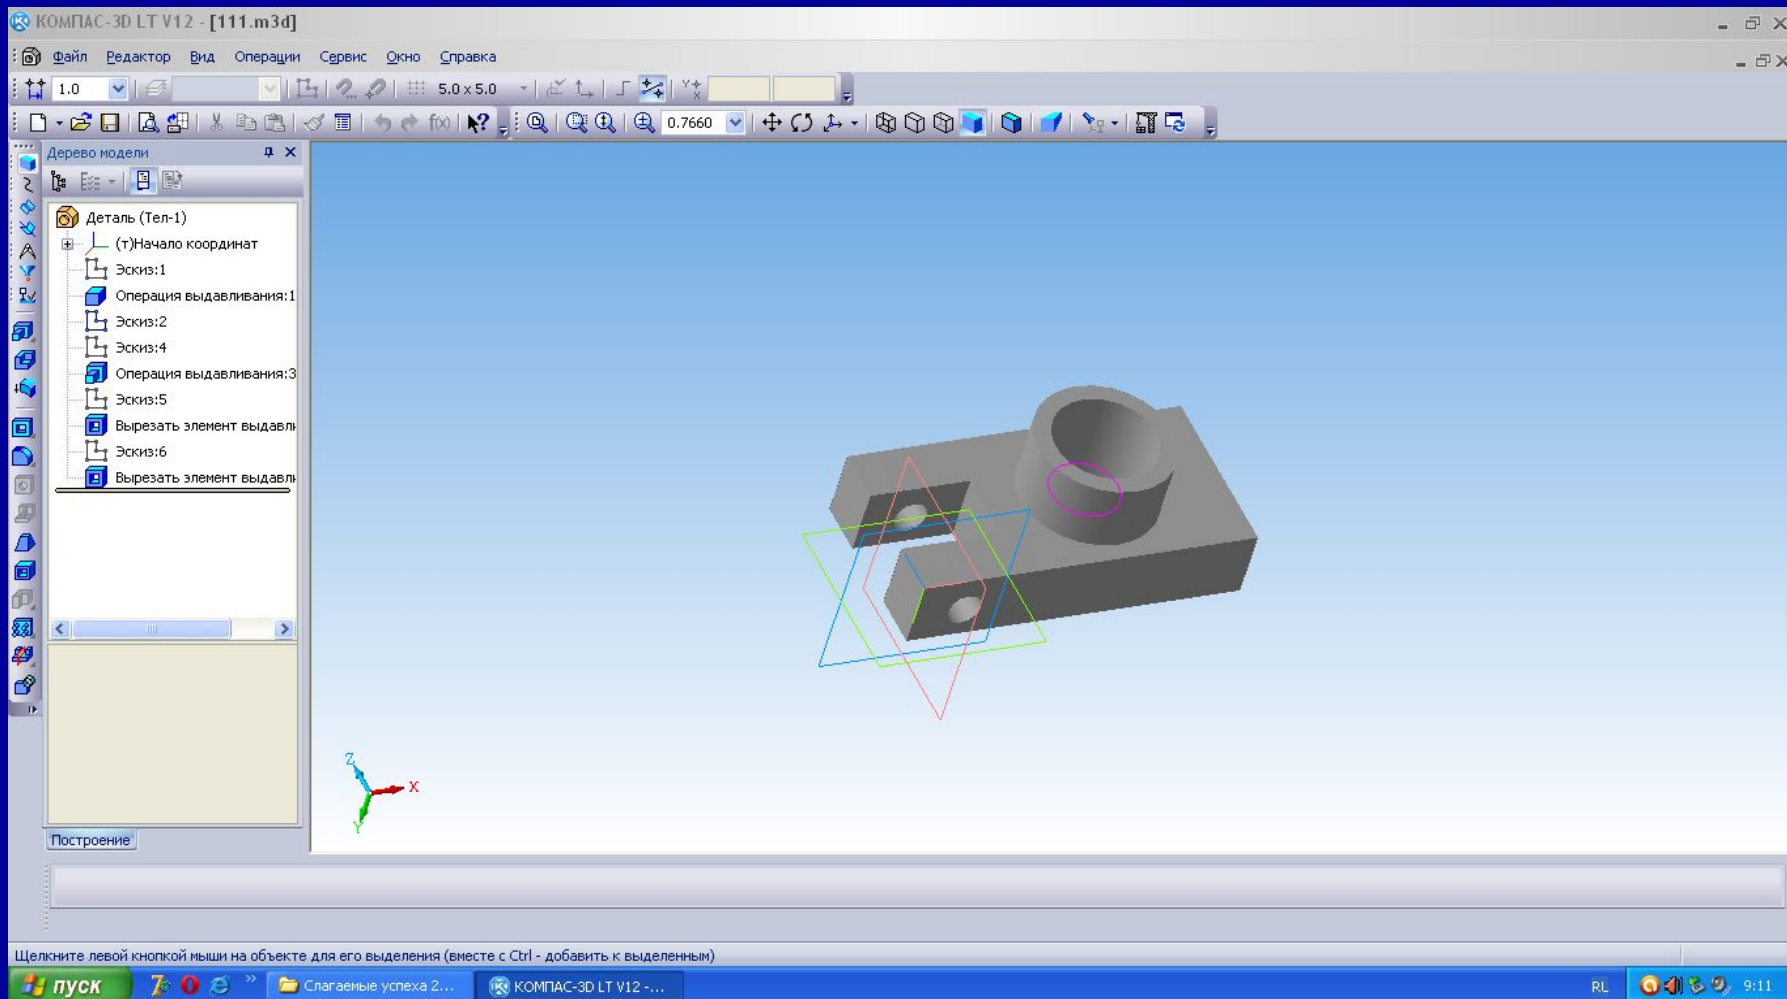 КОМПАС-3D LT V12 - [111.m3d]
Файл Редактор Вид Операции Сервис Окно Справка
1.0 5.0 x 5.0
0.7660
Дерево модели
Деталь (Тел-1)
(т)Начало координат
Эскиз:1
Операция выдавливания:1
Эскиз:2
Эскиз:4
Операция выдавливания:3
Эскиз:5
Вырезать элемент выдавли
Эскиз:6
Вырезать элемент выдавли
Z
X
Y
Построение
Щелкните левой кнопкой мыши на объекте для его выделения (вместе с Ctrl - добавить к выделенным)
пуск Слагаемые успеха 2... КОМПАС-3D LT V12 -... RL 9:11